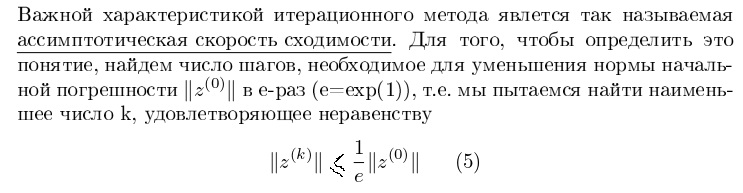 Важной характеристикой итерационного метода явлется так называемая
ассимптотическая скорость сходимости. Для того, чтобы определить это
понятие, найдем число шагов, необходимое для уменьшения нормы началь-
ной погрешности ‖z⁽⁰⁾‖ в е-раз (e=exp(1)), т.е. мы пытаемся найти наимень-
шее число k, удовлетворяющее неравенству
‖z⁽ᵏ⁾‖ ⩽ 1/e ‖z⁽⁰⁾‖ (5)